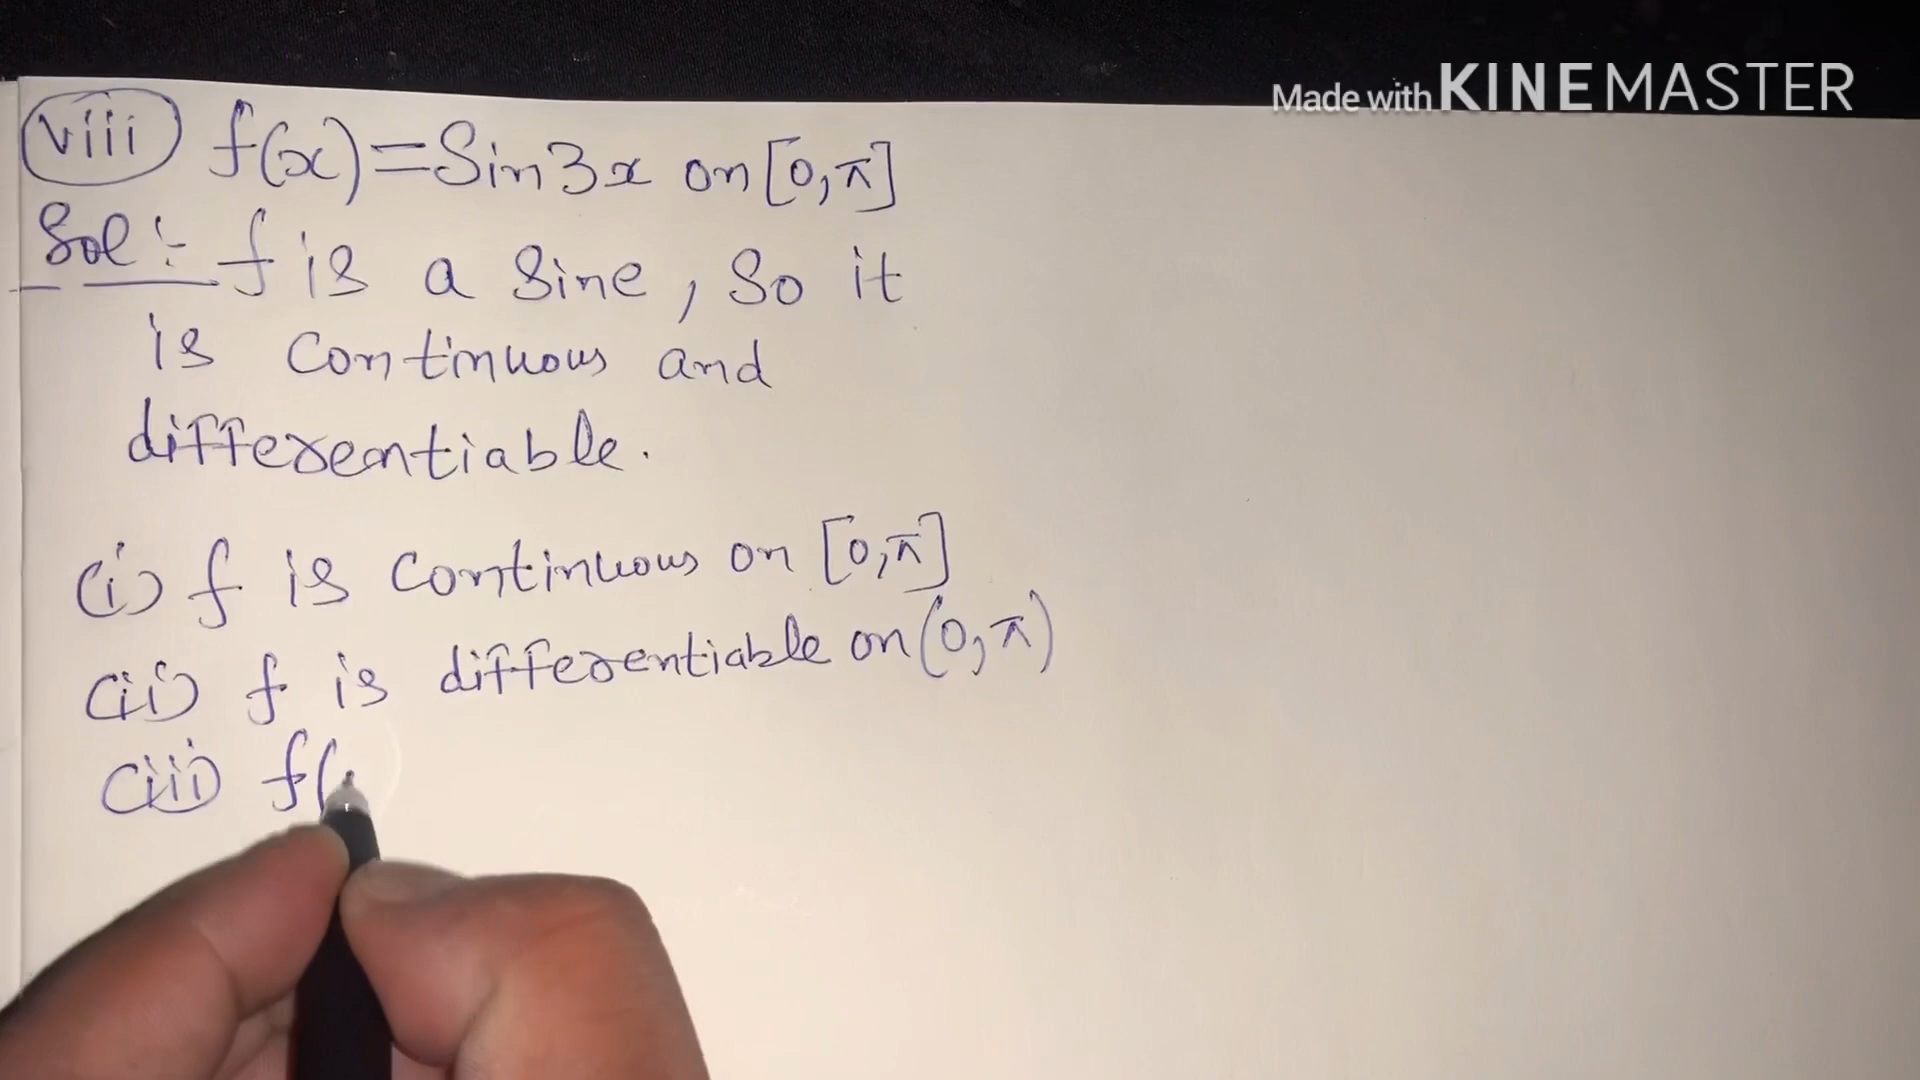 Made with KINEMASTER
viii f(x)=Sin3x on [0,π]
Sol:- f is a Sine, So it
is continuous and
differentiable.
(i) f is continuous on [0,π]
(ii) f is differentiable on (0,π)
(iii) f(